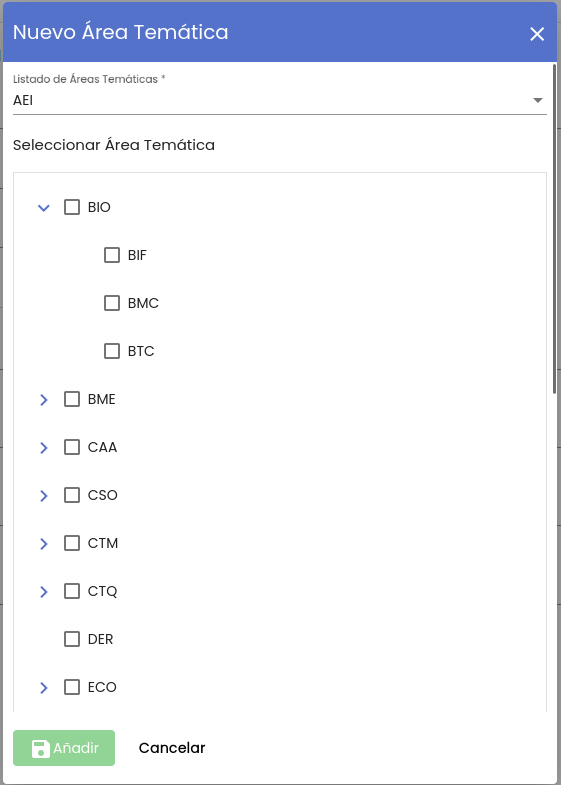 Nuevo Área Temática
Listado de Áreas Temáticas *
AEI
Seleccionar Área Temática
BIO
BIF
BMC
BTC
BME
CAA
CSO
CTM
CTQ
DER
ECO
Añadir Cancelar